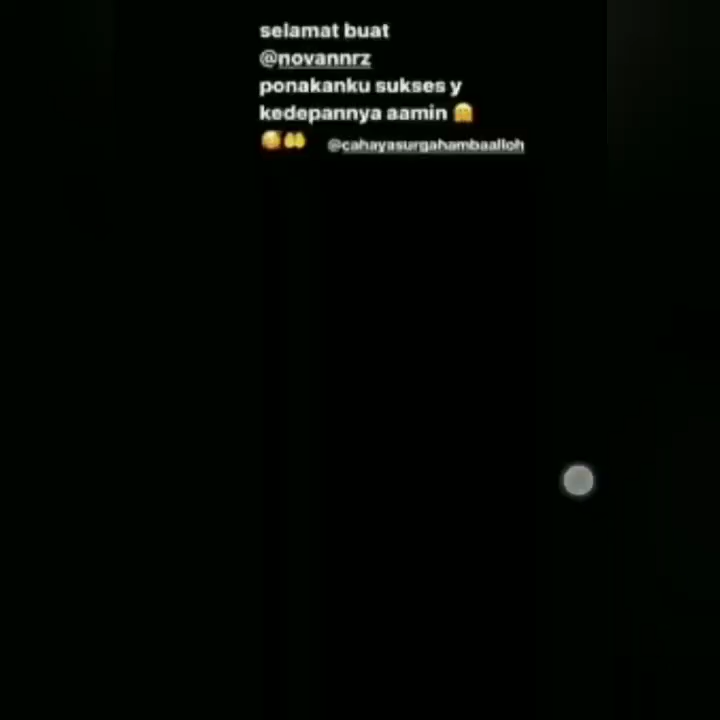 selamat buat
@novannrz
ponakanku sukses y
kedepannya aamin 🤗
🥳🤲 @cahayasurgahambaalloh